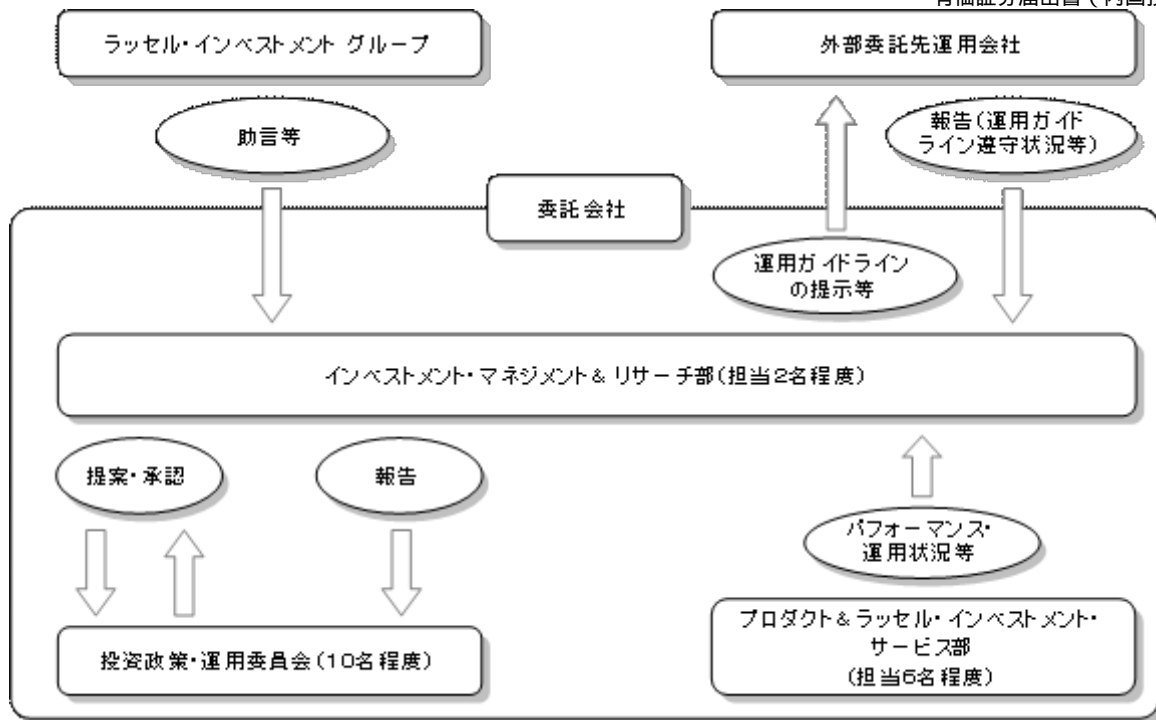 ラッセル・インベストメント グループ
外部委託先運用会社
助言等
報告(運用ガイド
ライン遵守状況等)
委託会社
運用ガイドライン
の提示等
インベストメント・マネジメント&リサーチ部(担当2名程度)
提案・承認
報告
パフォーマンス・
運用状況等
投資政策・運用委員会(10名程度)
プロダクト&ラッセル・インベストメント・
サービス部
(担当6名程度)